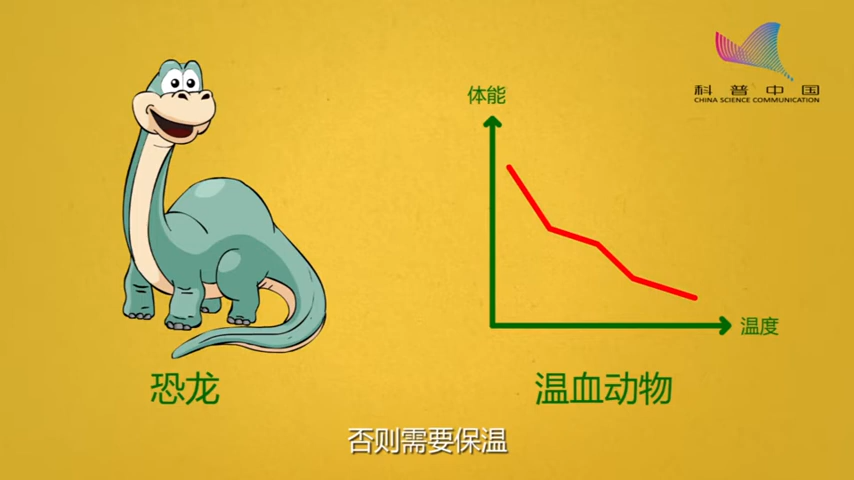 科普中国
CHINA SCIENCE COMMUNICATION
体能
温度
恐龙
温血动物
否则需要保温